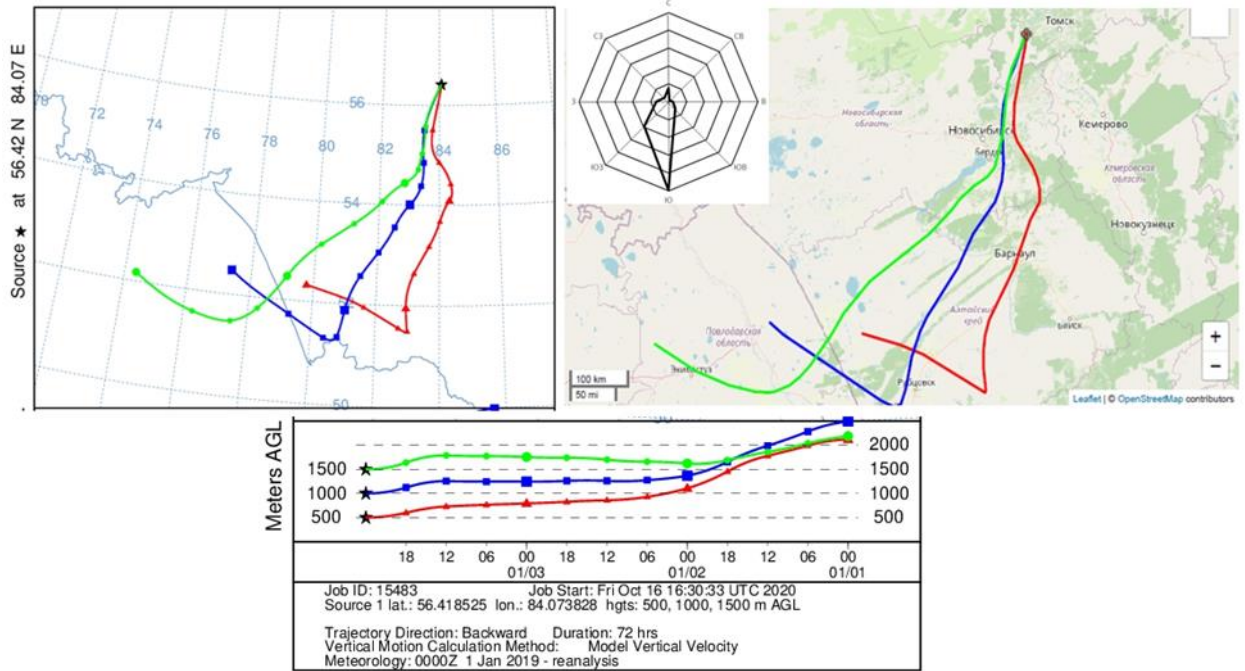 Source ★ at 56.42 N 84.07 E
70
72
74
76
78
80
82
84
86
56
54
50
С
СВ
В
ЮВ
Ю
ЮЗ
З
СЗ
Томск
Новосибирская
область
Новосибирск
Бердск
Кемерово
Кемеровская
область
Новокузнецк
Барнаул
Алтайский
край
Бийск
Павлодарская
область
Экибастуз
Рубцовск
+
−
100 km
50 mi
Leaflet | © OpenStreetMap contributors
Meters AGL
1500
1000
500
2000
1500
1000
500
18 12 06 00 18 12 06 00 18 12 06 00
01/03 01/02 01/01
Job ID: 15483 Job Start: Fri Oct 16 16:30:33 UTC 2020
Source 1 lat.: 56.418525 lon.: 84.073828 hgts: 500, 1000, 1500 m AGL
Trajectory Direction: Backward Duration: 72 hrs
Vertical Motion Calculation Method: Model Vertical Velocity
Meteorology: 0000Z 1 Jan 2019 - reanalysis